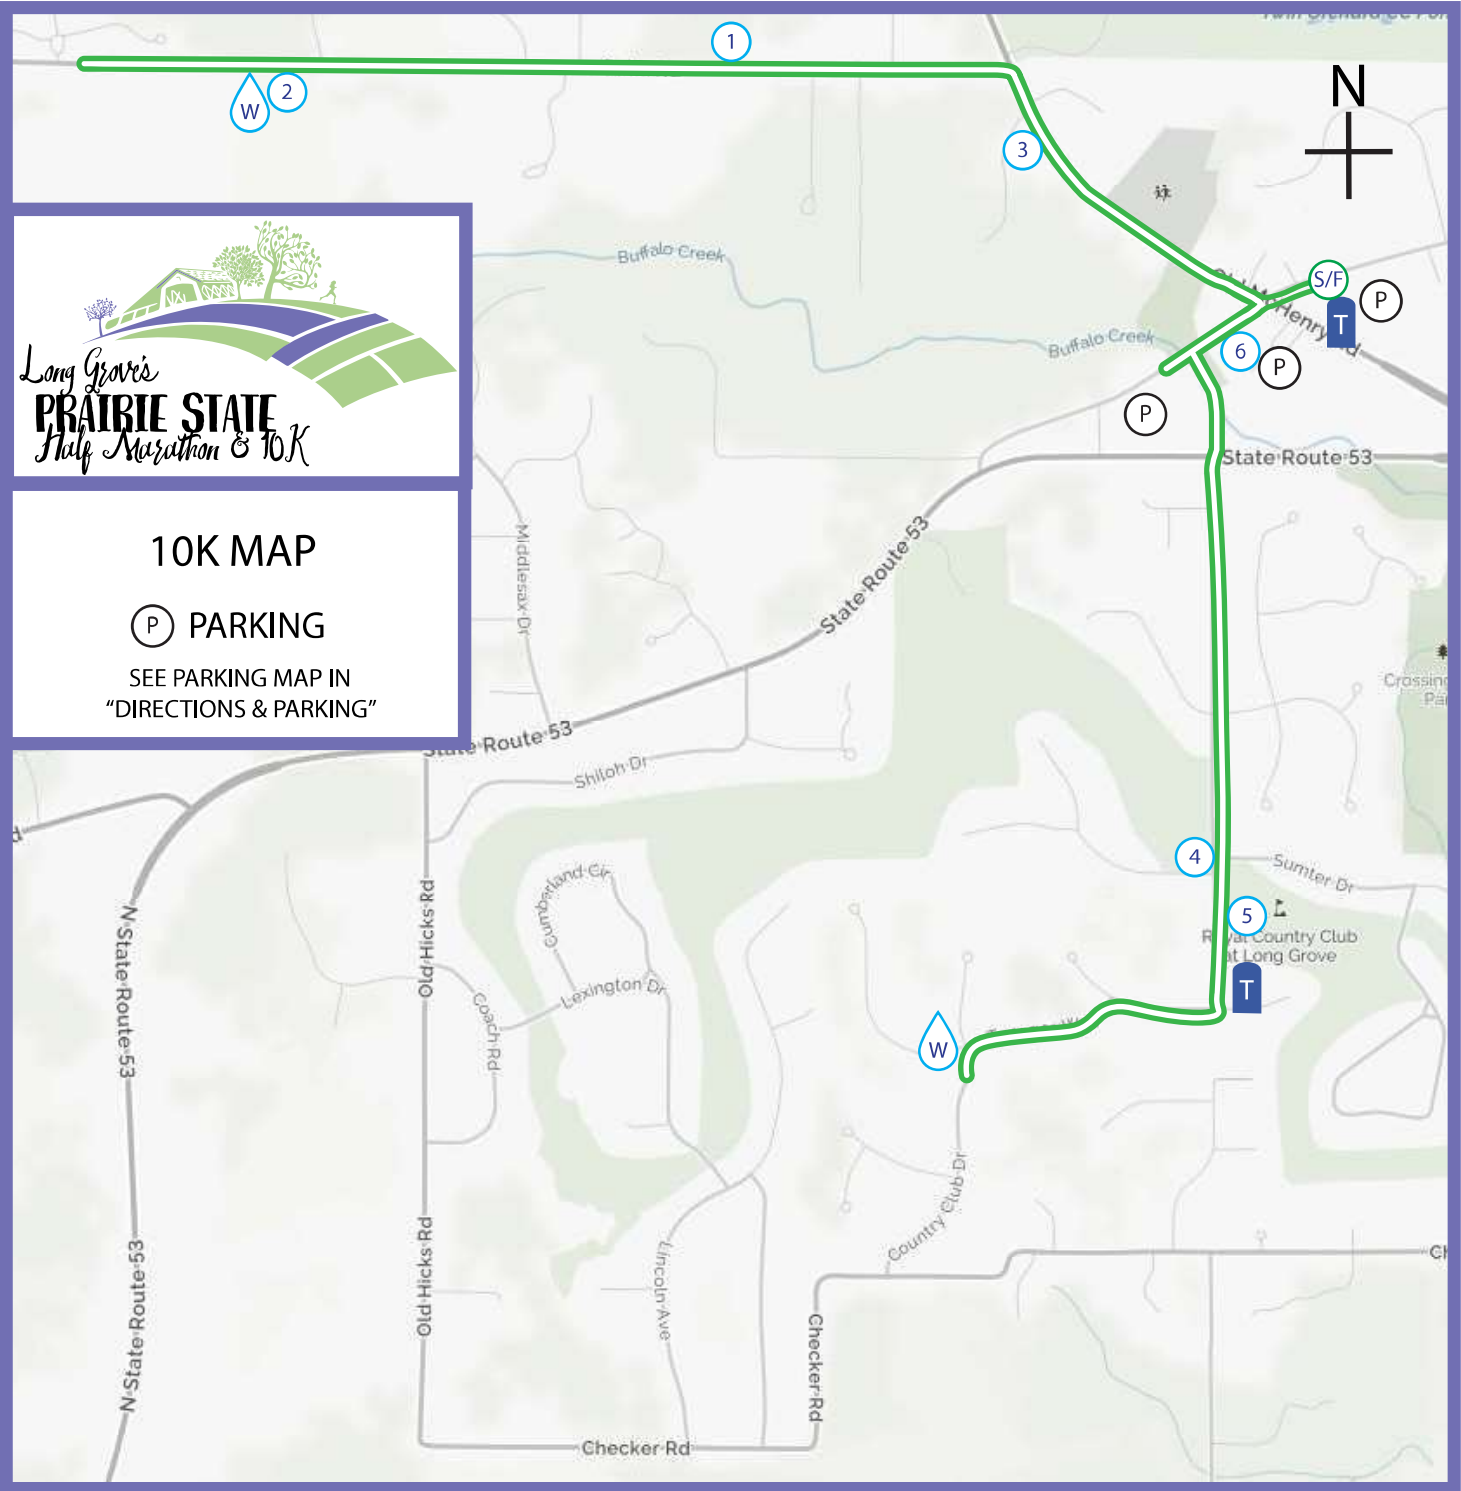 1
2
W
N
3
Buffalo Creek
S/F
P
T
Buffalo Creek
6
P
P
Long Grove's
PRAIRIE STATE
Half Marathon & 10K
State Route 53
10K MAP
P PARKING
SEE PARKING MAP IN
"DIRECTIONS & PARKING"
Middlesax Dr
State Route 53
State Route 53
Shiloh Dr
4
Sumter Dr
5
Country Club
at Long Grove
T
Cumberland Cir
Lexington Dr
Old Hicks Rd
Coach Rd
N State Route 53
W
Country Club Dr
Old Hicks Rd
Lincoln Ave
N State Route 53
Checker Rd
Checker Rd